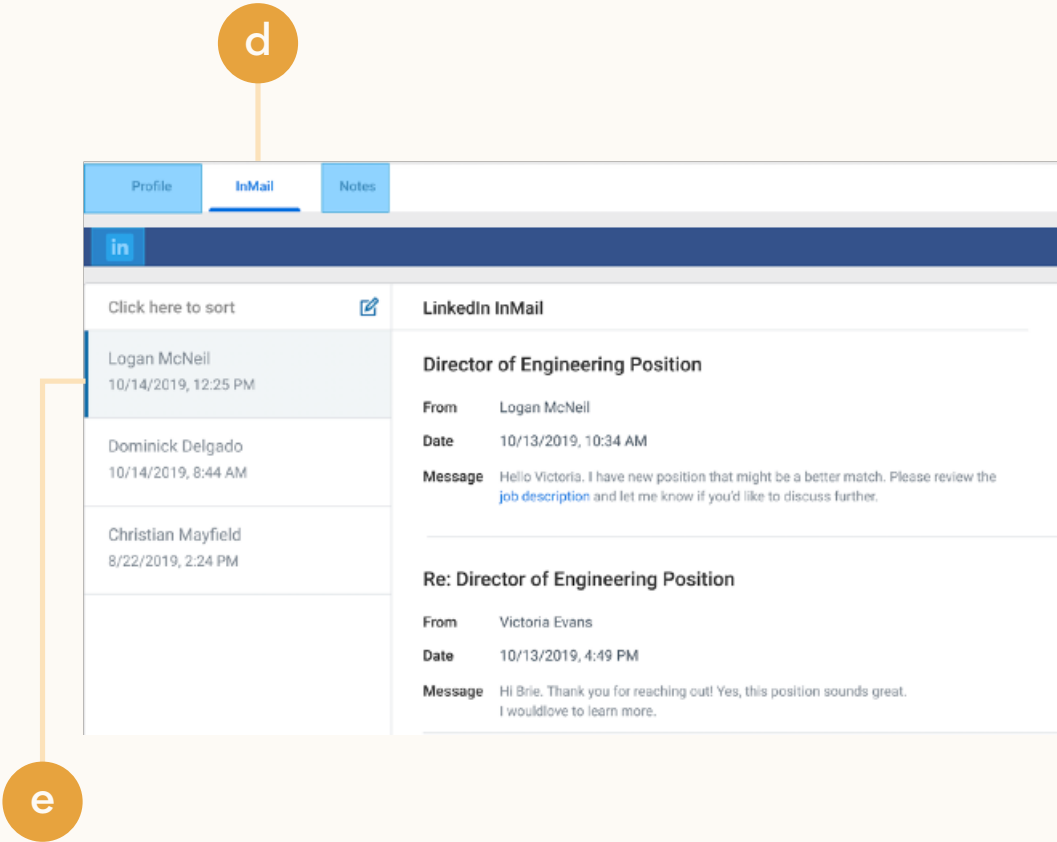 d
Profile InMail Notes
in
Click here to sort
Logan McNeil
10/14/2019, 12:25 PM
Dominick Delgado
10/14/2019, 8:44 AM
Christian Mayfield
8/22/2019, 2:24 PM
LinkedIn InMail
Director of Engineering Position
From Logan McNeil
Date 10/13/2019, 10:34 AM
Message Hello Victoria. I have new position that might be a better match. Please review the
job description and let me know if you'd like to discuss further.
Re: Director of Engineering Position
From Victoria Evans
Date 10/13/2019, 4:49 PM
Message Hi Brie. Thank you for reaching out! Yes, this position sounds great.
I wouldlove to learn more.
e